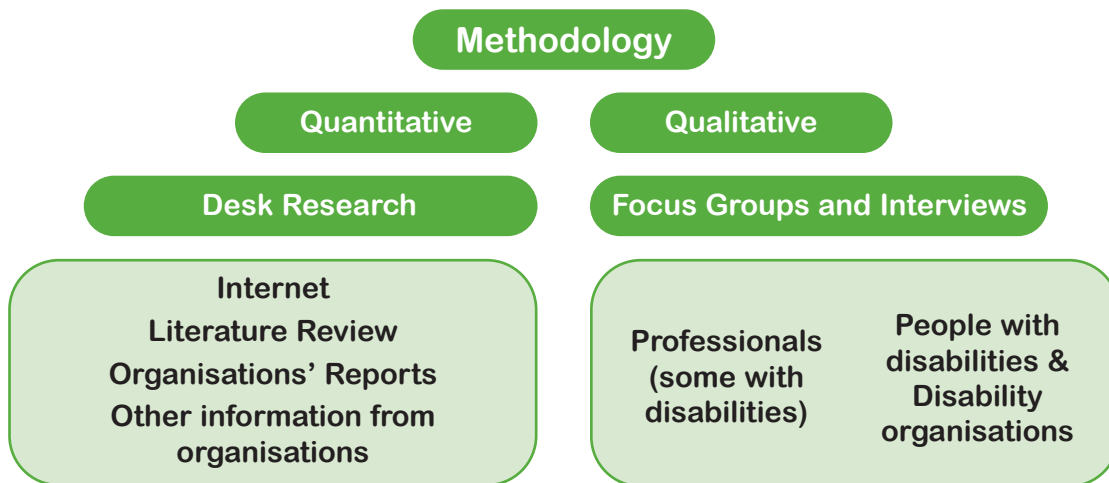 Methodology
Quantitative
Qualitative
Desk Research
Focus Groups and Interviews
Internet
Literature Review
Organisations’ Reports
Other information from
organisations
Professionals
(some with
disabilities)
People with
disabilities &
Disability
organisations